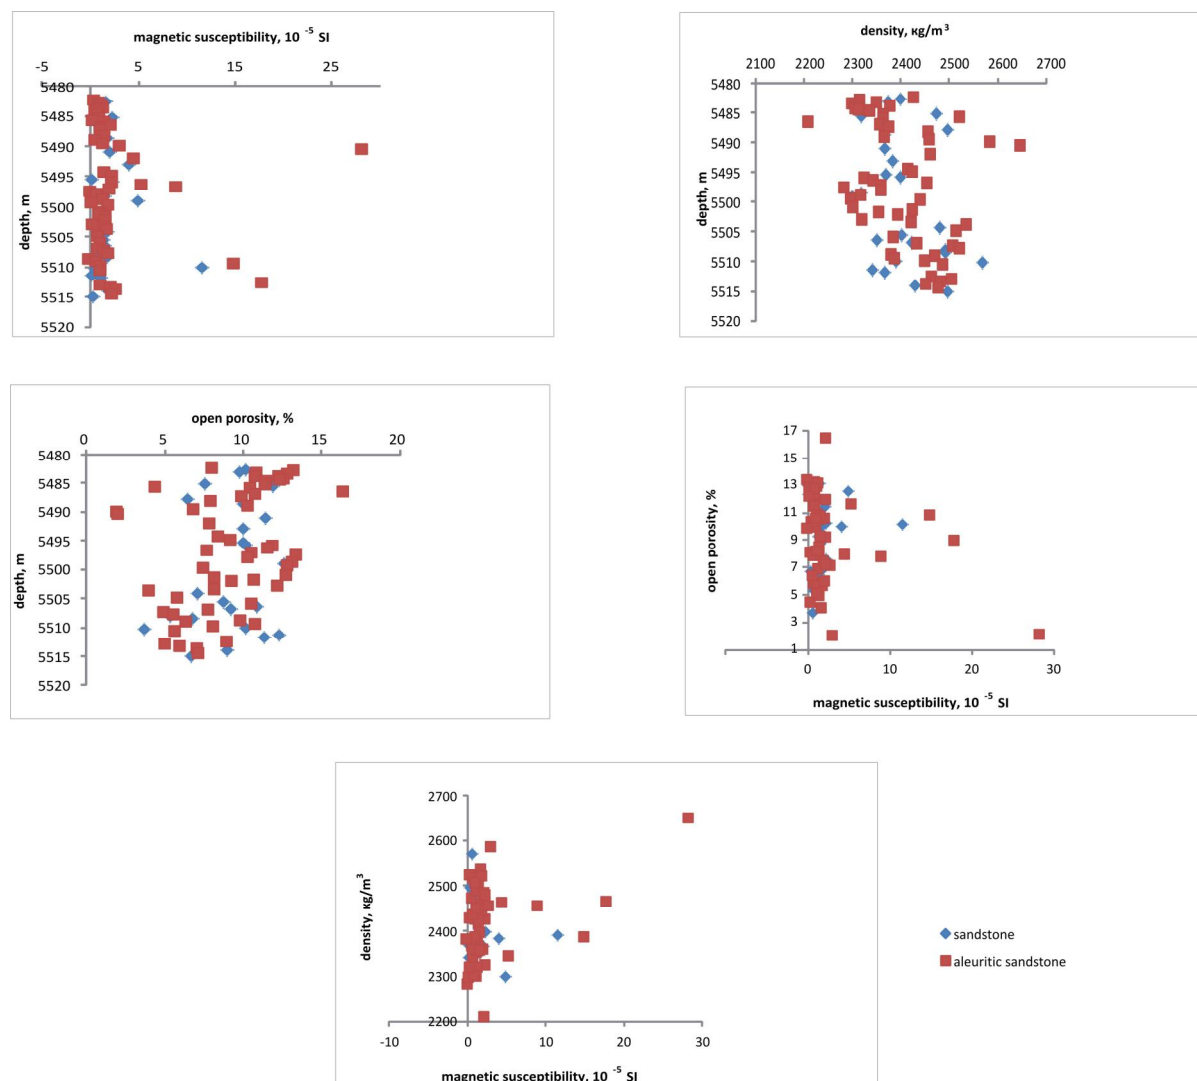 magnetic susceptibility, 10 -5 SI
-5 5 15 25
5480
5485
5490
5495
5500
5505
5510
5515
5520
depth, m
density, кg/m3
2100 2200 2300 2400 2500 2600 2700
5480
5485
5490
5495
5500
5505
5510
5515
5520
depth, m
open porosity, %
0 5 10 15 20
5480
5485
5490
5495
5500
5505
5510
5515
5520
depth, m
17
15
13
11
9
7
5
3
1
open porosity, %
0 10 20 30
magnetic susceptibility, 10 -5 SI
2700
2600
2500
2400
2300
2200
density, кg/m3
-10 0 10 20 30
magnetic susceptibility, 10 -5 SI
sandstone
aleuritic sandstone